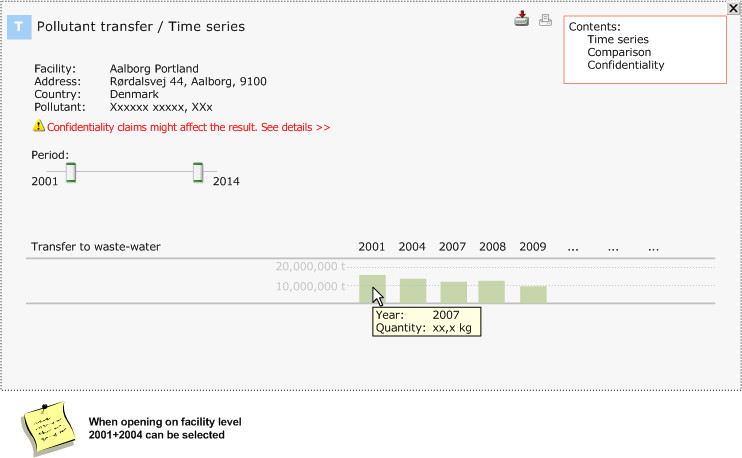 T Pollutant transfer / Time series
Contents:
Time series
Comparison
Confidentiality
Facility: Aalborg Portland
Address: Rørdalsvej 44, Aalborg, 9100
Country: Denmark
Pollutant: Xxxxxx xxxxx, XXx
Confidentiality claims might affect the result. See details >>
Period:
2001 2014
Transfer to waste-water 2001 2004 2007 2008 2009 ... ... ...
20,000,000 t
10,000,000 t
Year: 2007
Quantity: xx,x kg
When opening on facility level
2001+2004 can be selected